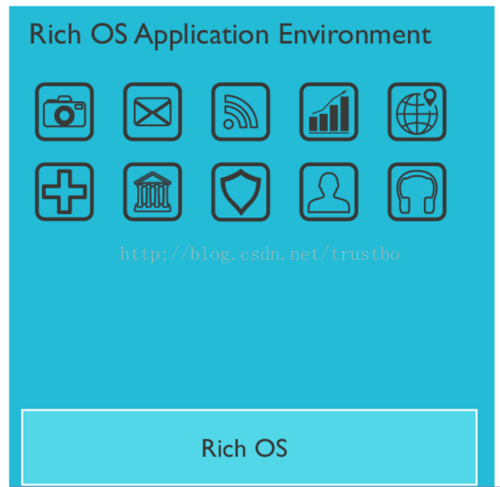 Rich OS Application Environment
http://blog.csdn.net/trustbo
Rich OS